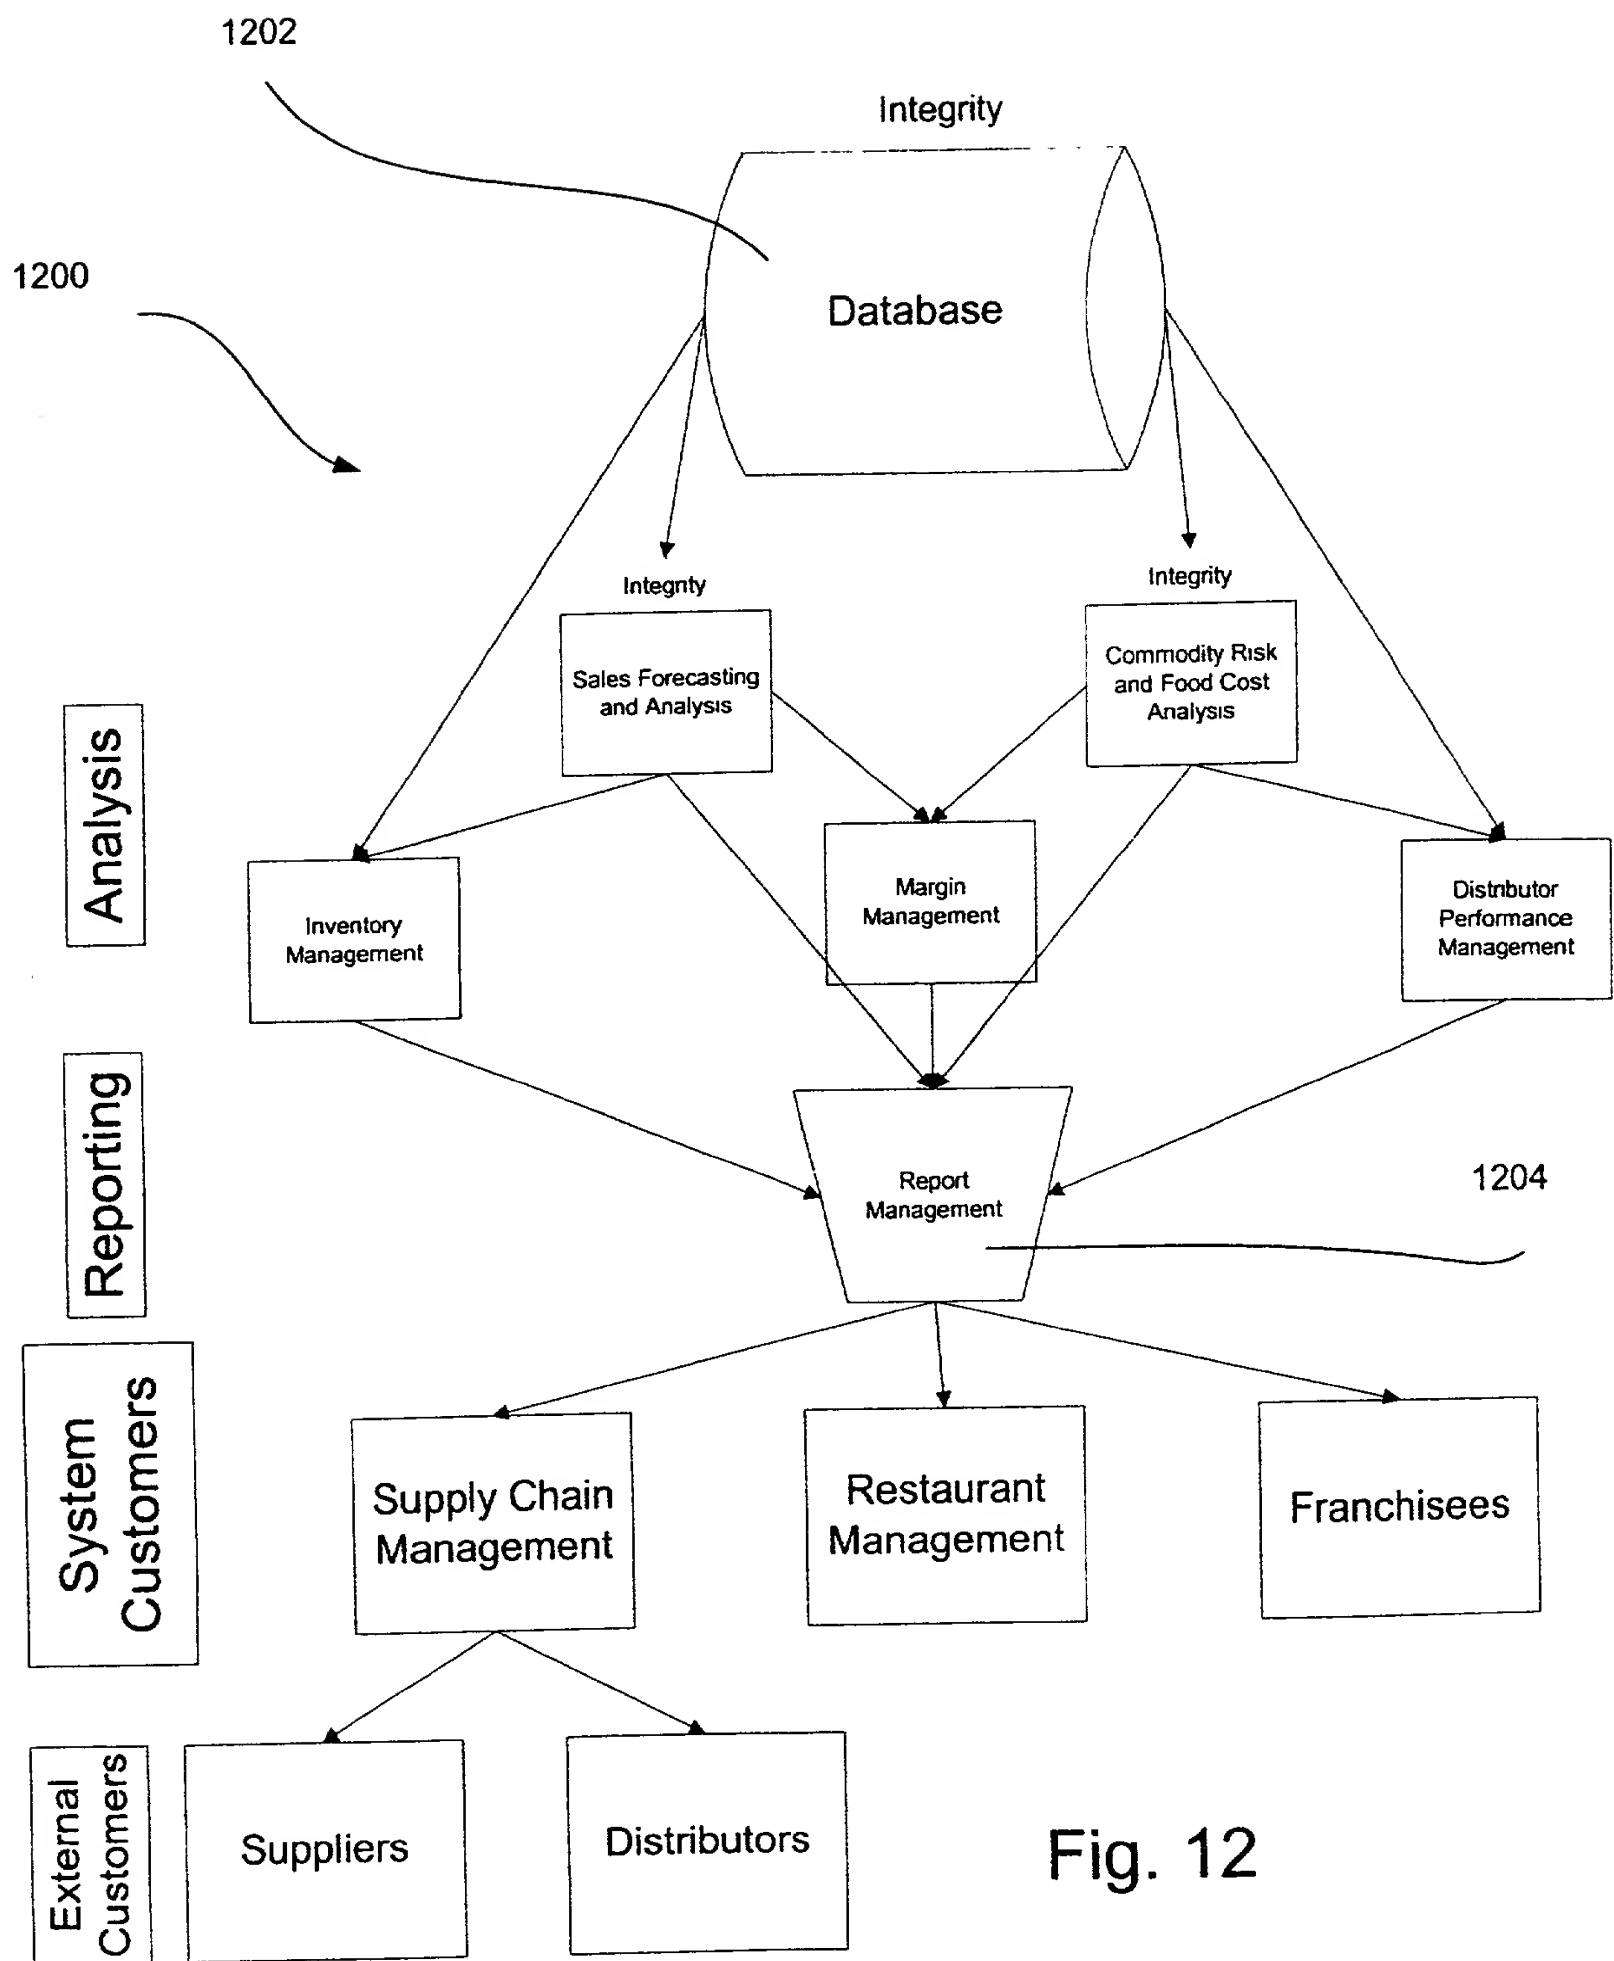 1202
Integrity
1200
Database
Integrity
Integrity
Sales Forecasting
and Analysis
Commodity Risk
and Food Cost
Analysis
Analysis
Margin
Management
Distributor
Performance
Management
Inventory
Management
Reporting
Report
Management
1204
System
Customers
Supply Chain
Management
Restaurant
Management
Franchisees
External
Customers
Suppliers
Distributors
Fig. 12